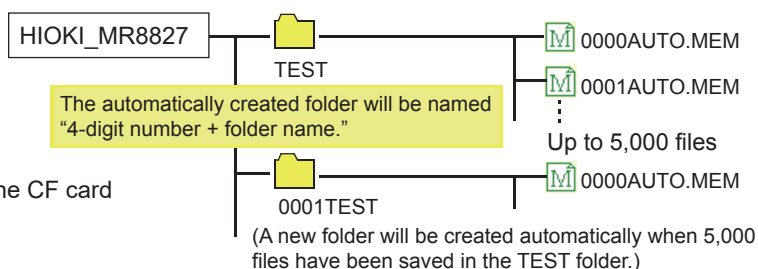 HIOKI_MR8827
TEST
0000AUTO.MEM
0001AUTO.MEM
Up to 5,000 files
The automatically created folder will be named
“4-digit number + folder name.”
CF card
0001TEST
0000AUTO.MEM
(A new folder will be created automatically when 5,000
files have been saved in the TEST folder.)